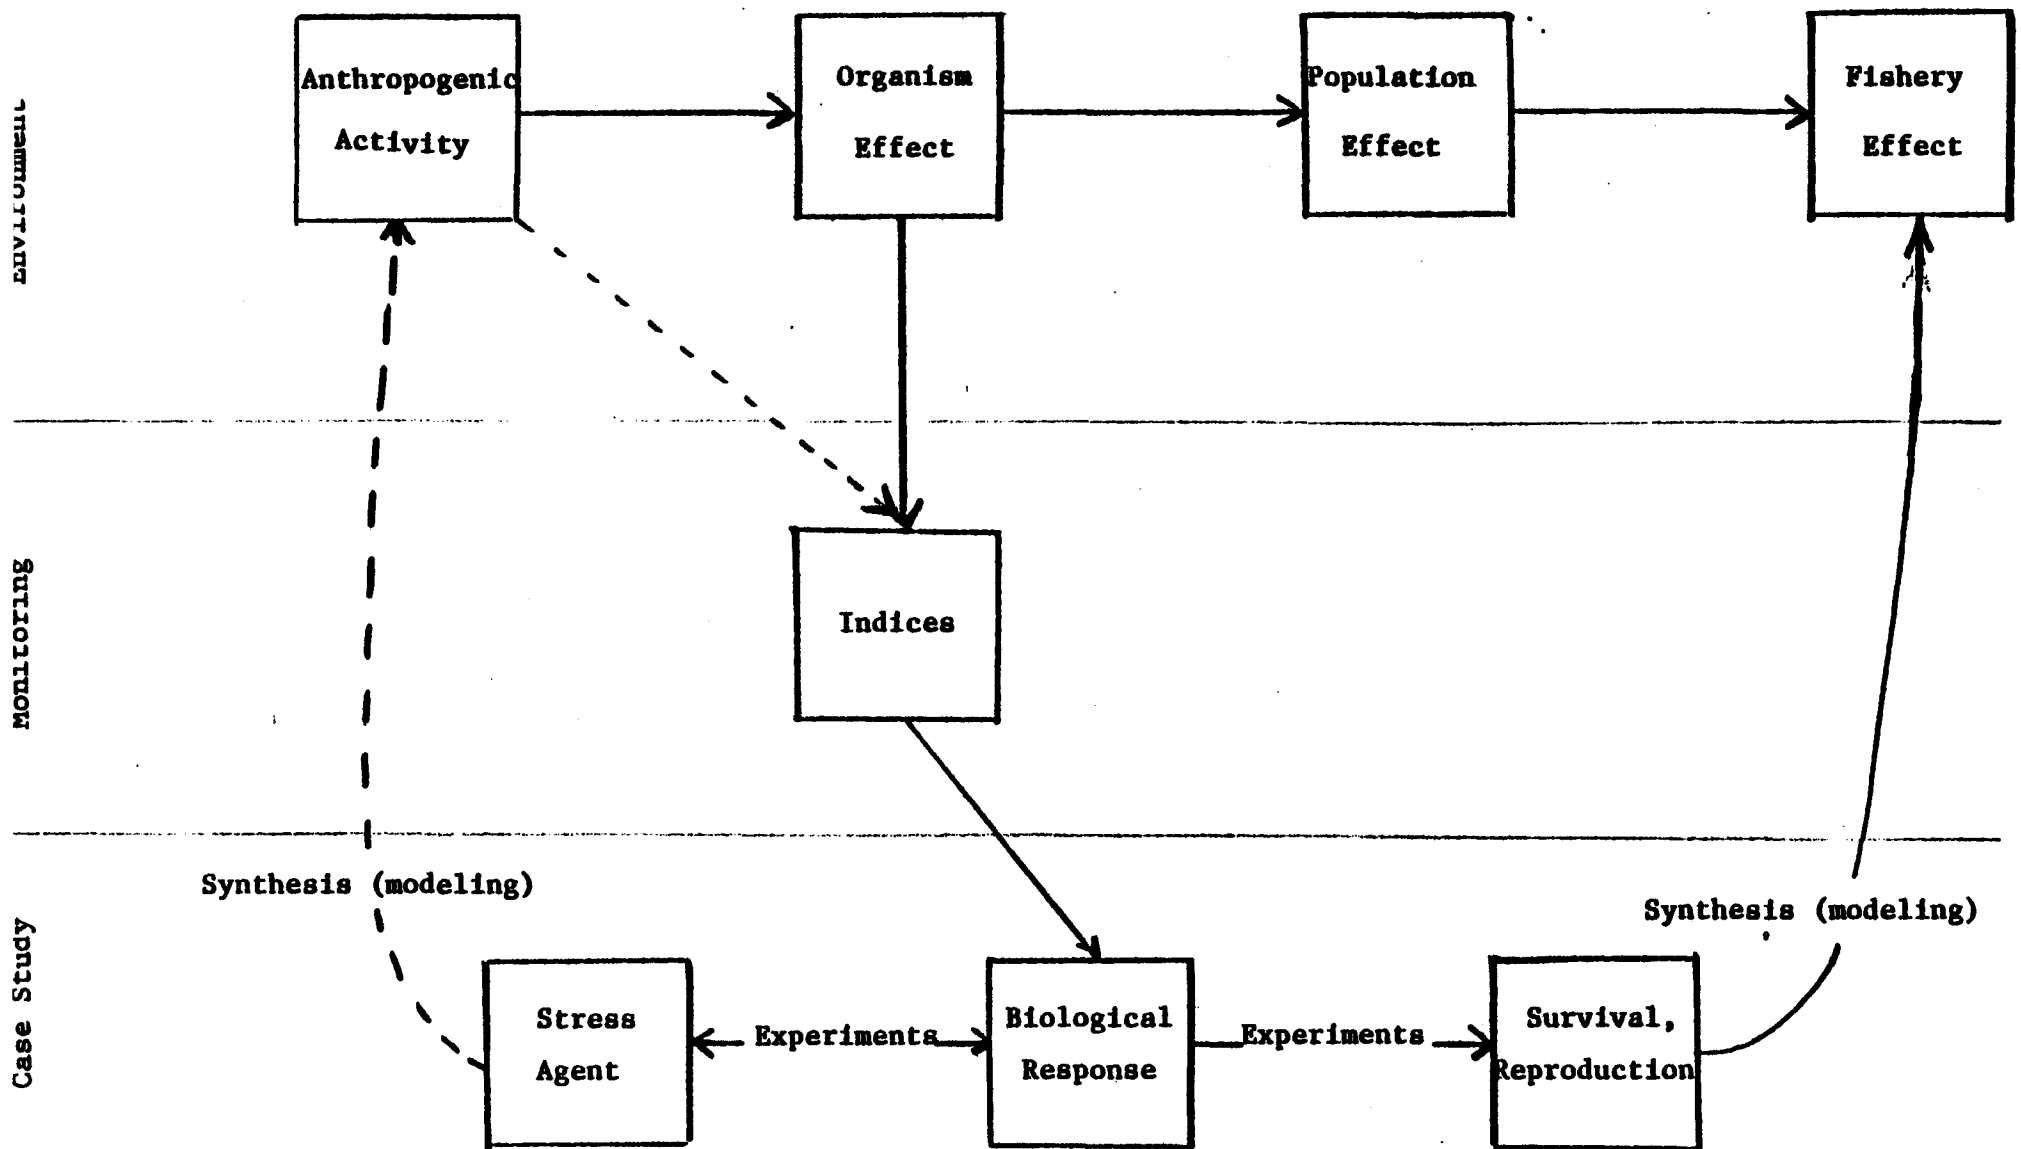 Environment
Anthropogenic
Activity
Organism
Effect
Population
Effect
Fishery
Effect
Monitoring
Indices
Case Study
Synthesis (modeling)
Synthesis (modeling)
Stress
Agent
Experiments
Biological
Response
Experiments
Survival,
Reproduction